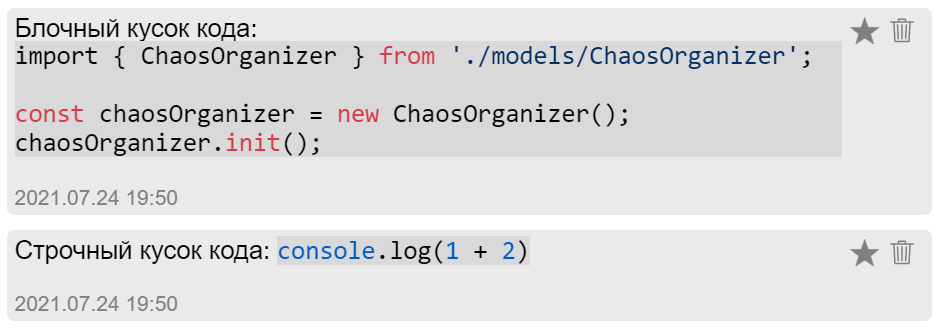 Блочный кусок кода:
import { ChaosOrganizer } from './models/ChaosOrganizer';
const chaosOrganizer = new ChaosOrganizer();
chaosOrganizer.init();
2021.07.24 19:50
Строчный кусок кода: console.log(1 + 2)
2021.07.24 19:50